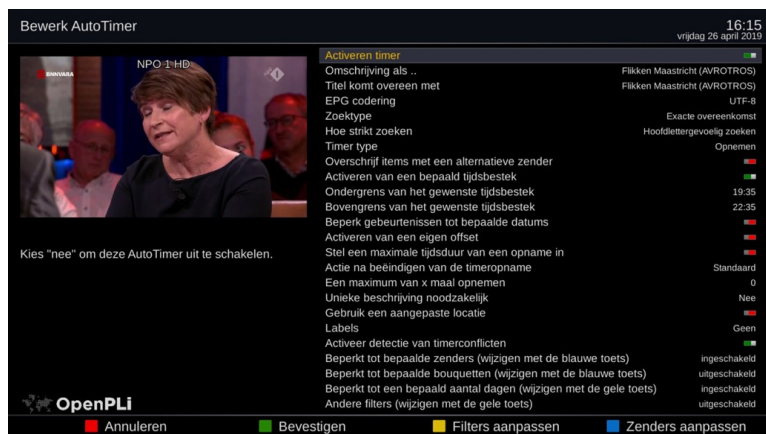 Bewerk AutoTimer
16:15
vrijdag 26 april 2019
NPO 1 HD
BNNVARA
Kies "nee" om deze AutoTimer uit te schakelen.
Activeren timer
Omschrijving als .. Flikken Maastricht (AVROTROS)
Titel komt overeen met Flikken Maastricht (AVROTROS)
EPG codering UTF-8
Zoektype Exacte overeenkomst
Hoe strikt zoeken Hoofdlettergevoelig zoeken
Timer type Opnemen
Overschrijf items met een alternatieve zender
Activeren van een bepaald tijdsbestek
Ondergrens van het gewenste tijdsbestek 19:35
Bovengrens van het gewenste tijdsbestek 22:35
Beperk gebeurtenissen tot bepaalde datums
Activeren van een eigen offset
Stel een maximale tijdsduur van een opname in
Actie na beëindigen van de timeropname Standaard
Een maximum van x maal opnemen 0
Unieke beschrijving noodzakelijk Nee
Gebruik een aangepaste locatie
Labels Geen
Activeer detectie van timerconflicten
Beperkt tot bepaalde zenders (wijzigen met de blauwe toets) ingeschakeld
Beperkt tot bepaalde bouquetten (wijzigen met de blauwe toets) uitgeschakeld
Beperkt tot een bepaald aantal dagen (wijzigen met de gele toets) ingeschakeld
Andere filters (wijzigen met de gele toets) uitgeschakeld
OpenPLi
Annuleren Bevestigen Filters aanpassen Zenders aanpassen